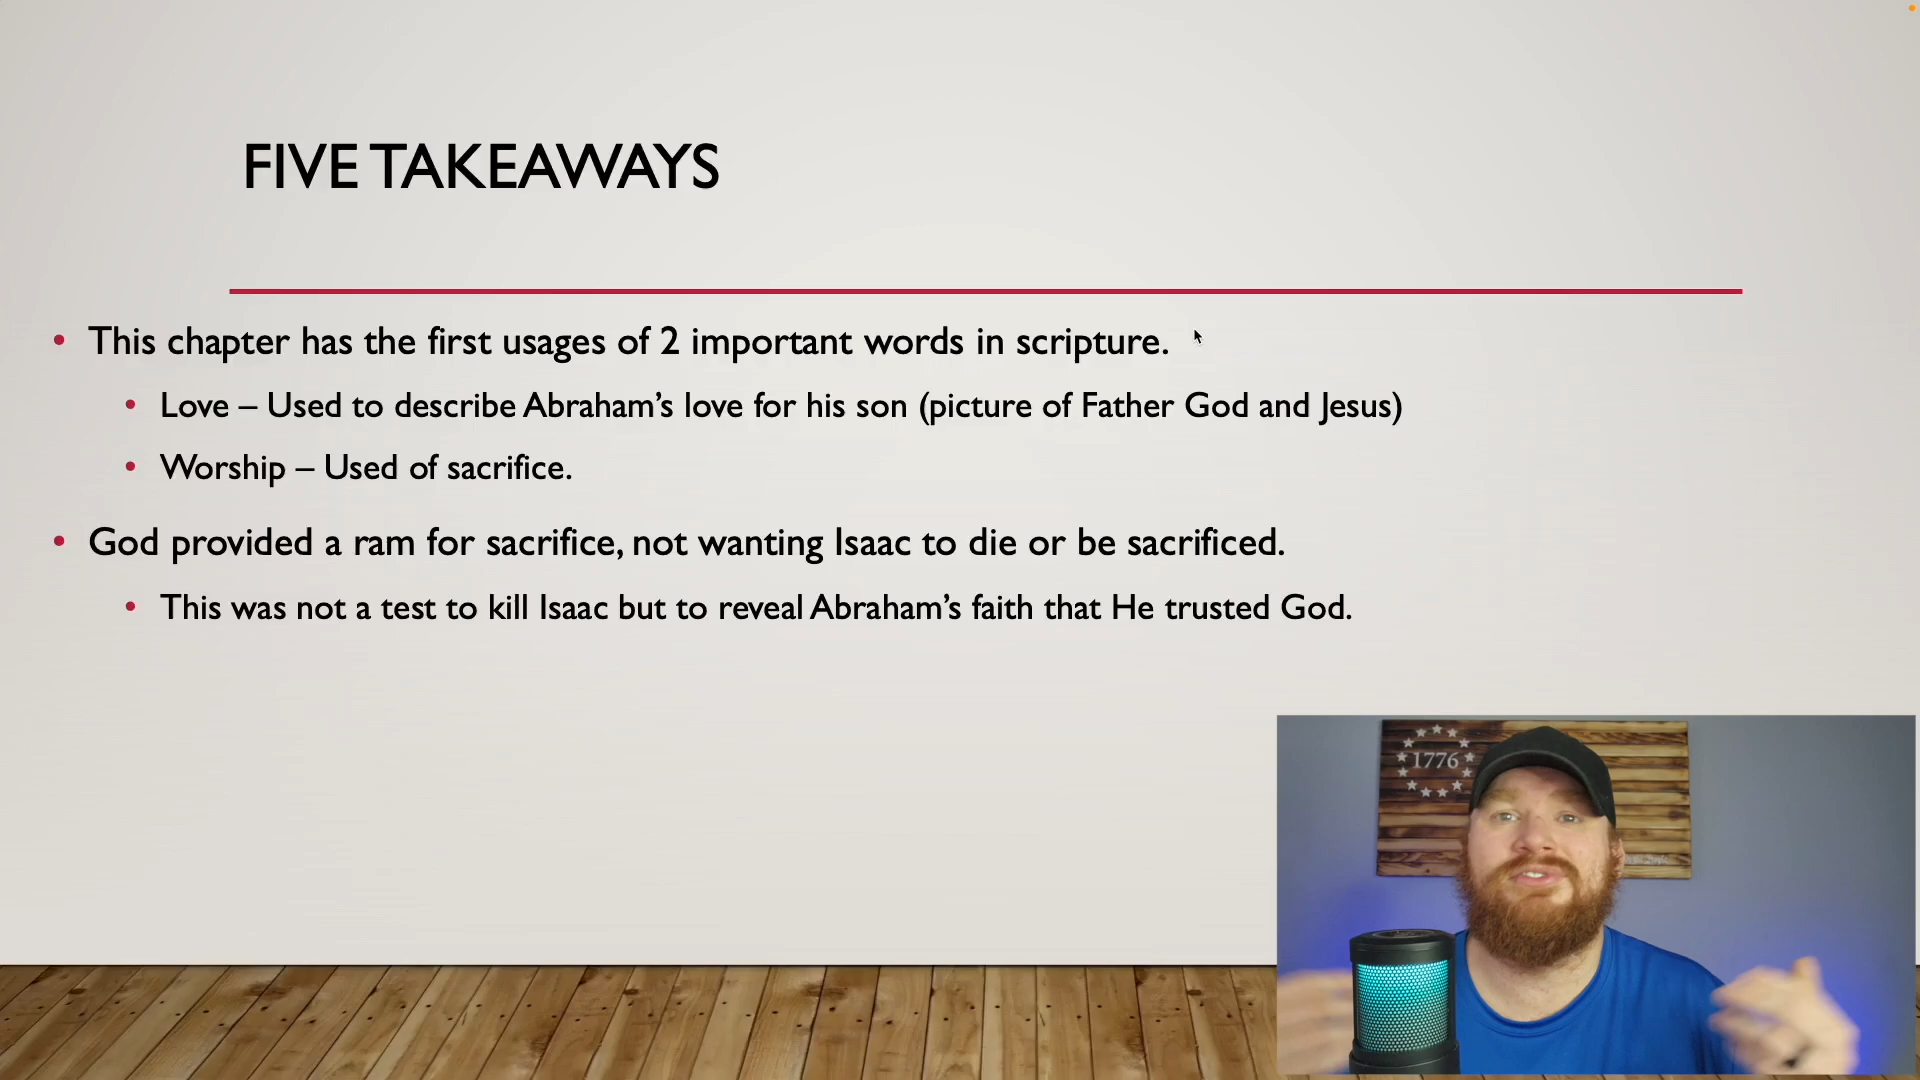 FIVE TAKEAWAYS
• This chapter has the first usages of 2 important words in scripture.
• Love – Used to describe Abraham’s love for his son (picture of Father God and Jesus)
• Worship – Used of sacrifice.
• God provided a ram for sacrifice, not wanting Isaac to die or be sacrificed.
• This was not a test to kill Isaac but to reveal Abraham’s faith that He trusted God.
1776